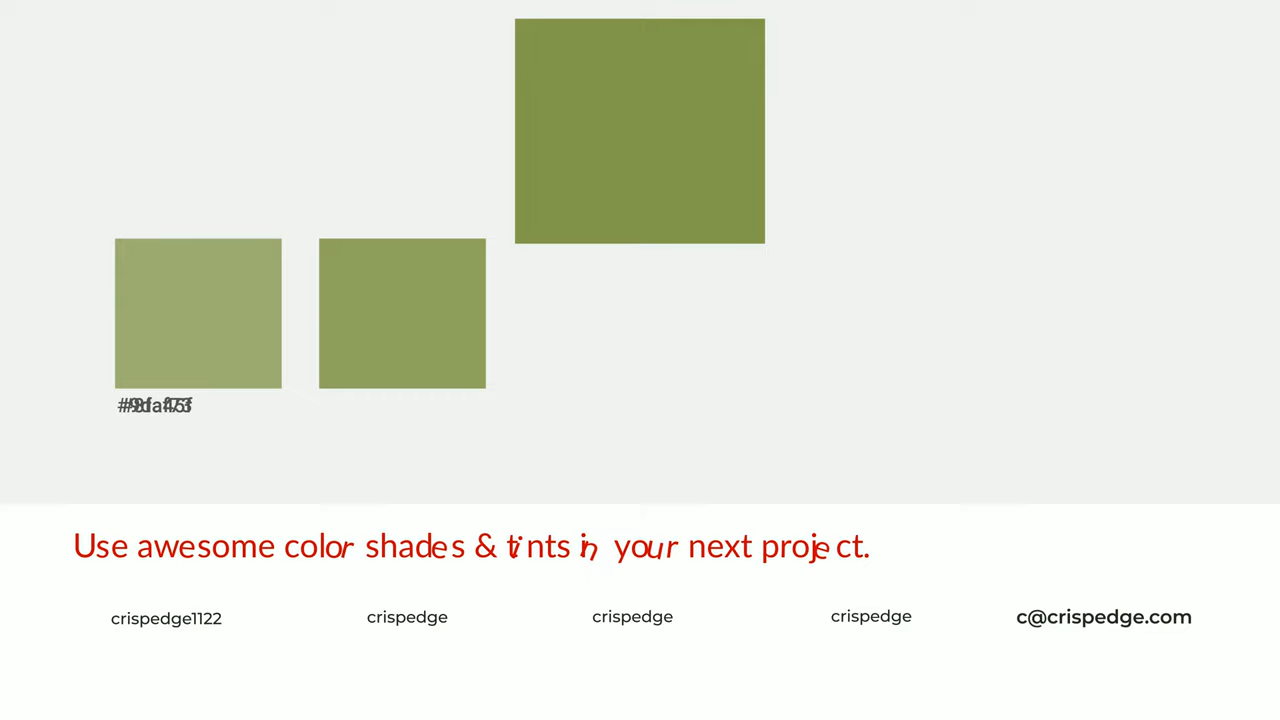 Use awesome color shades & tints in your next project.
crispedge1122 crispedge crispedge crispedge c@crispedge.com